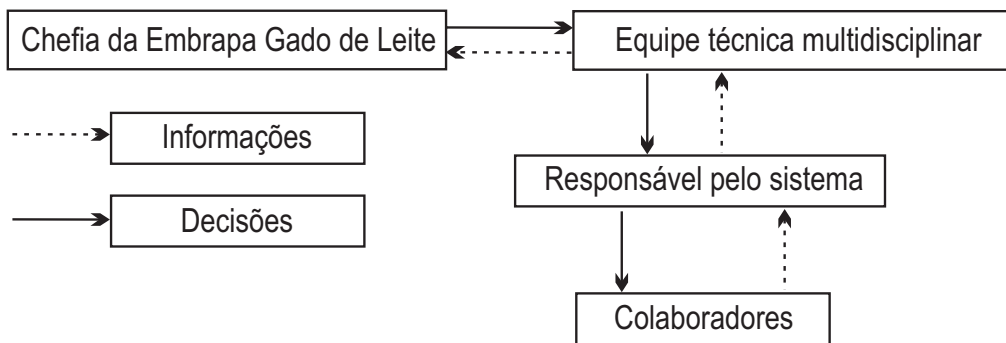 Chefia da Embrapa Gado de Leite
Equipe técnica multidisciplinar
Informações
Responsável pelo sistema
Decisões
Colaboradores